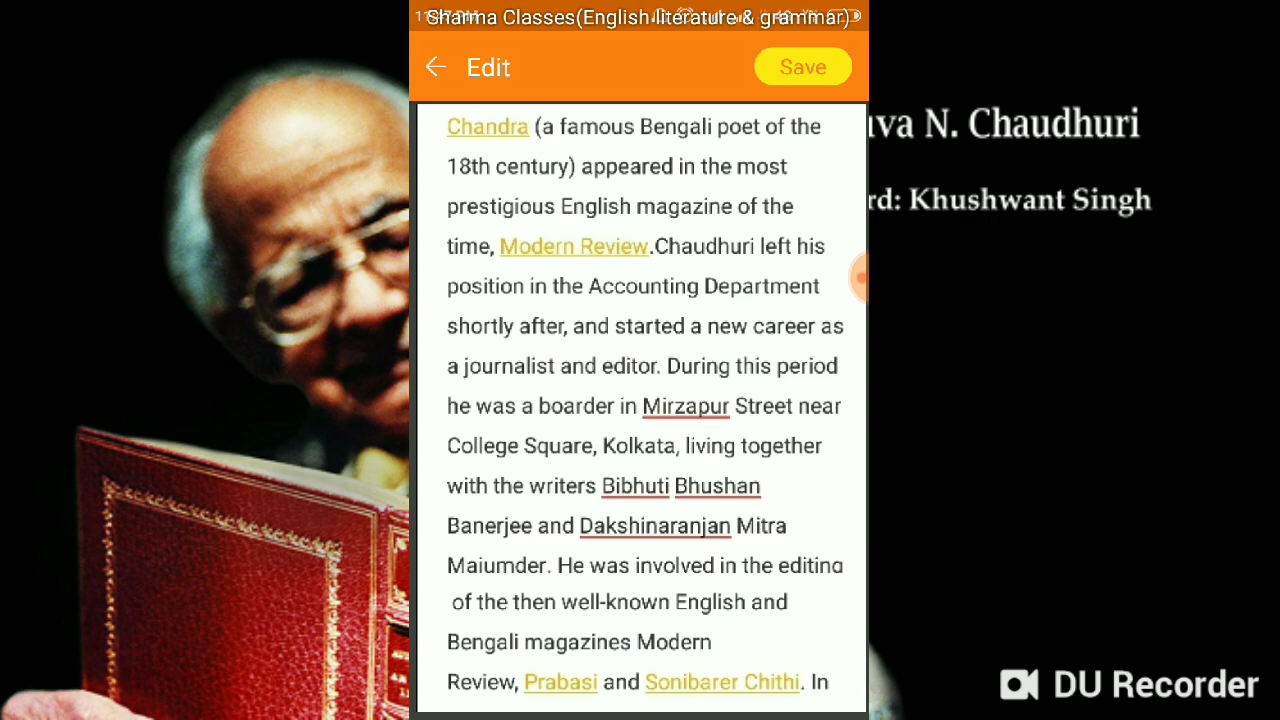 Sharma Classes(English literature & grammar)
Edit
Save
Chandra (a famous Bengali poet of the
18th century) appeared in the most
prestigious English magazine of the
time, Modern Review.Chaudhuri left his
position in the Accounting Department
shortly after, and started a new career as
a journalist and editor. During this period
he was a boarder in Mirzapur Street near
College Square, Kolkata, living together
with the writers Bibhuti Bhushan
Banerjee and Dakshinaranjan Mitra
Majumder. He was involved in the editing
of the then well-known English and
Bengali magazines Modern
Review, Prabasi and Sonibarer Chithi. In
N. Chaudhuri
Khushwant Singh
DU Recorder